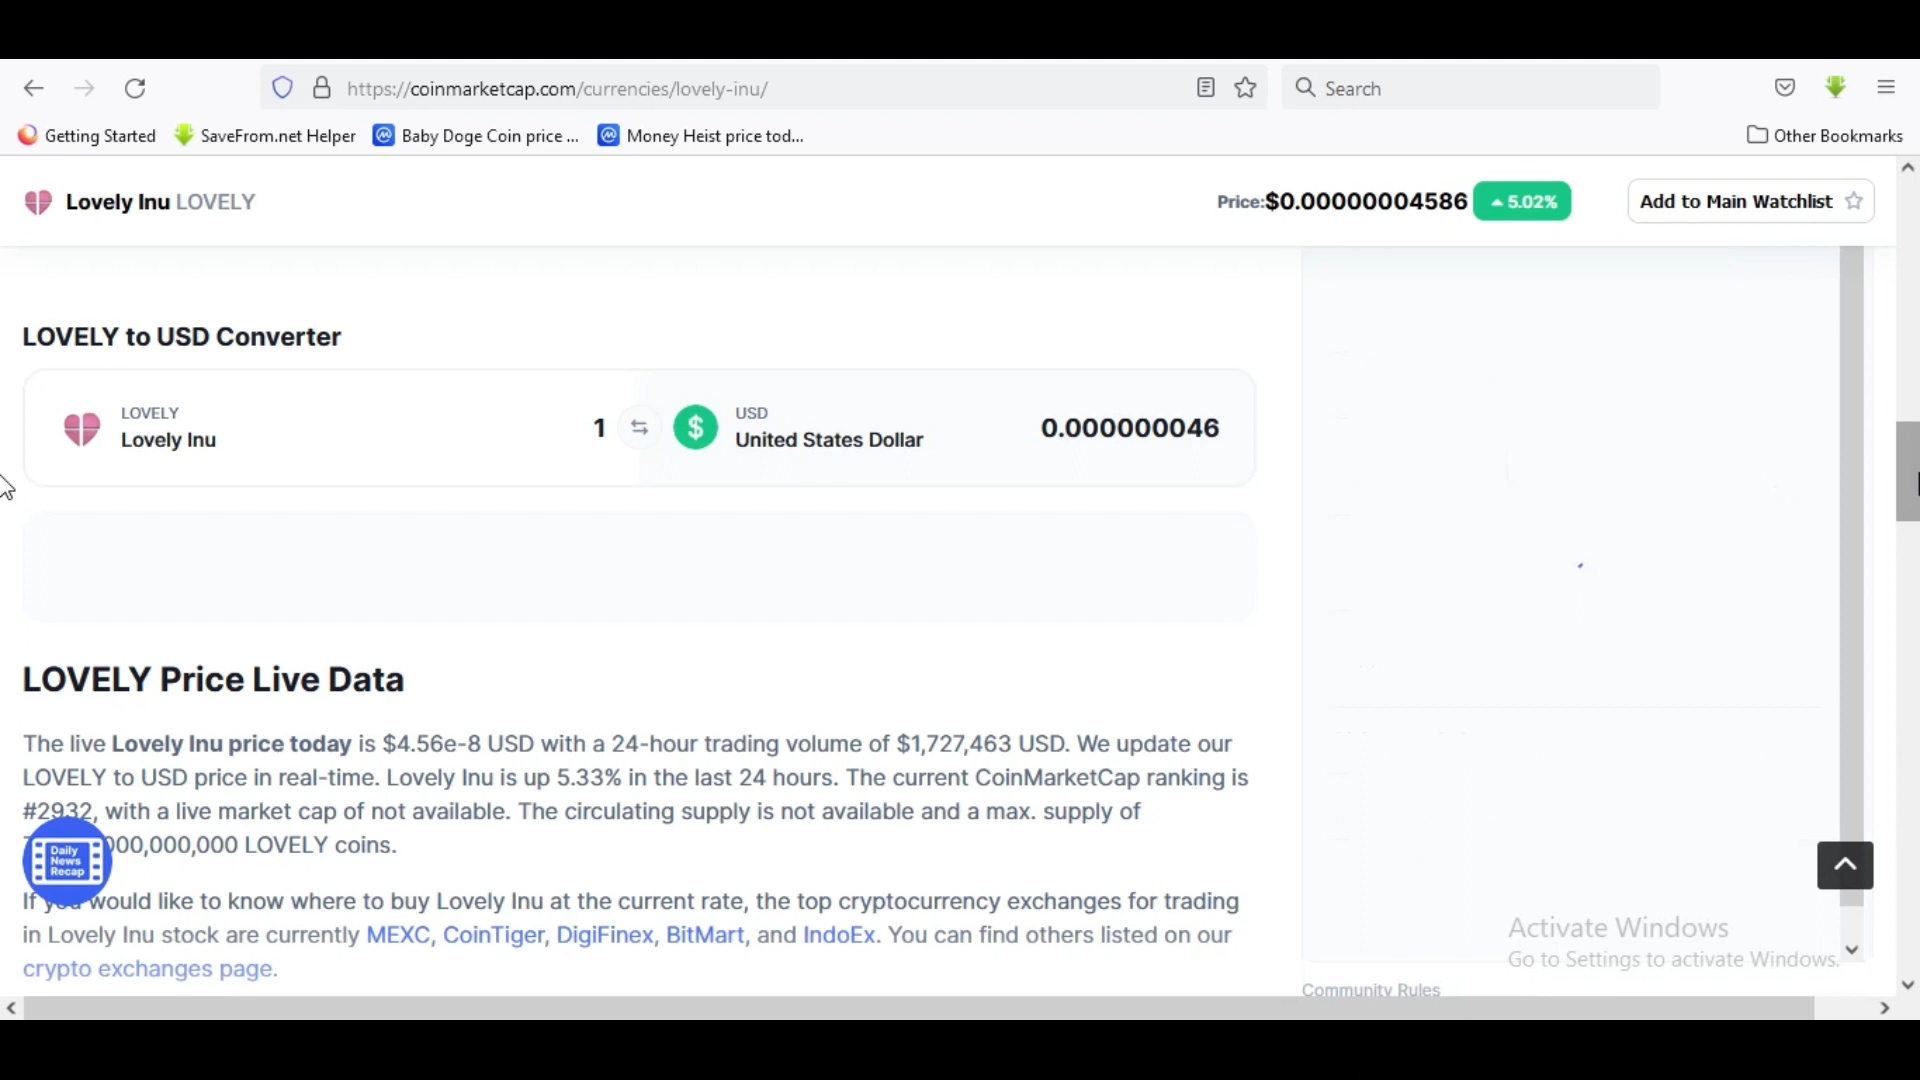 https://coinmarketcap.com/currencies/lovely-inu/
Search
Getting Started
SaveFrom.net Helper
Baby Doge Coin price ...
Money Heist price tod...
Other Bookmarks
Lovely Inu LOVELY
Price:$0.00000004586
5.02%
Add to Main Watchlist
LOVELY to USD Converter
LOVELY
Lovely Inu
1
$
USD
United States Dollar
0.000000046
LOVELY Price Live Data
The live Lovely Inu price today is $4.56e-8 USD with a 24-hour trading volume of $1,727,463 USD. We update our
LOVELY to USD price in real-time. Lovely Inu is up 5.33% in the last 24 hours. The current CoinMarketCap ranking is
#2932, with a live market cap of not available. The circulating supply is not available and a max. supply of
000,000,000 LOVELY coins.
Daily
News
Recap
If you would like to know where to buy Lovely Inu at the current rate, the top cryptocurrency exchanges for trading
in Lovely Inu stock are currently MEXC, CoinTiger, DigiFinex, BitMart, and IndoEx. You can find others listed on our
crypto exchanges page.
Activate Windows
Go to Settings to activate Windows.
Community Rules